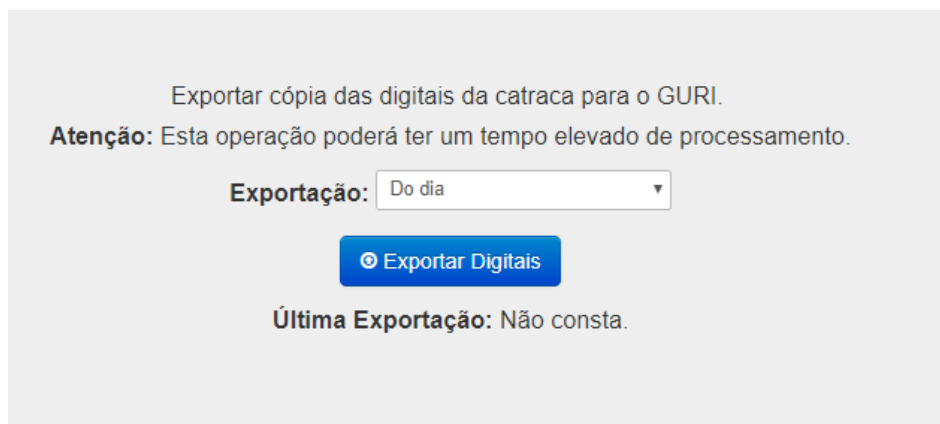 Exportar cópia das digitais da catraca para o GURI.
Atenção: Esta operação poderá ter um tempo elevado de processamento.
Exportação: Do dia
Exportar Digitais
Última Exportação: Não consta.